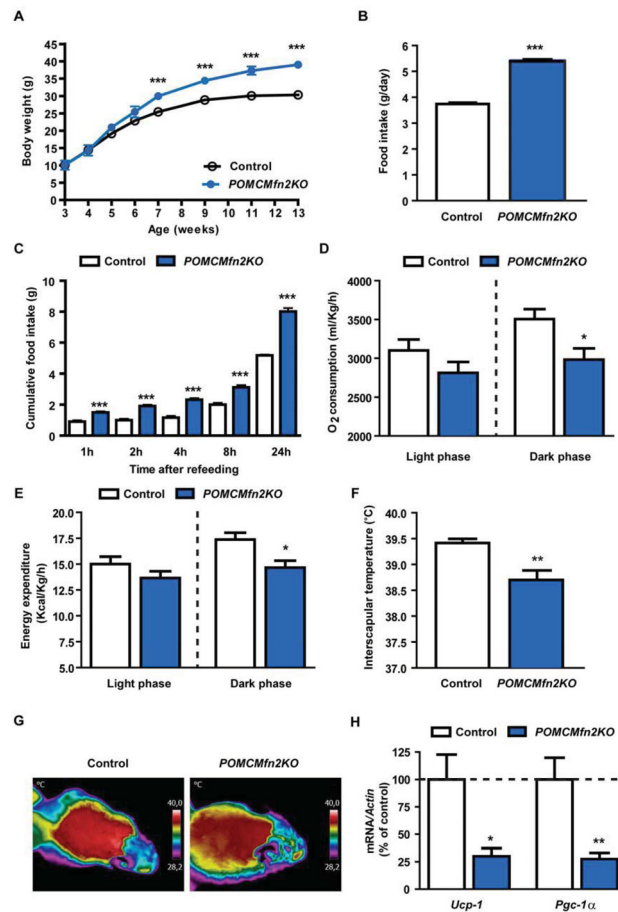 A
Body weight (g)
45
40
35
30
25
20
15
10
5
0
3 4 5 6 7 9 11 13
Age (weeks)
*** *** *** ***
Control
POMCMfn2KO
B
Food intake (g/day)
6
5
4
3
2
1
0
***
Control POMCMfn2KO
C
Control POMCMfn2KO
Cumulative food intake (g)
10
8
6
4
2
0
*** *** *** *** ***
1h 2h 4h 8h 24h
Time after refeeding
D
Control POMCMfn2KO
O2 consumption (ml/Kg/h)
4000
3500
3000
2500
2000
*
Light phase Dark phase
E
Control POMCMfn2KO
Energy expenditure
(Kcal/Kg/h)
20.0
17.5
15.0
12.5
10.0
7.5
5.0
*
Light phase Dark phase
F
Interscapular temperature (°C)
40.0
39.5
39.0
38.5
38.0
37.5
37.0
**
Control POMCMfn2KO
G
Control POMCMfn2KO
°C
40,0
28,2
°C
40,0
28,2
H
Control POMCMfn2KO
mRNA/Actin
(% of control)
125
100
75
50
25
0
* **
Ucp-1 Pgc-1α